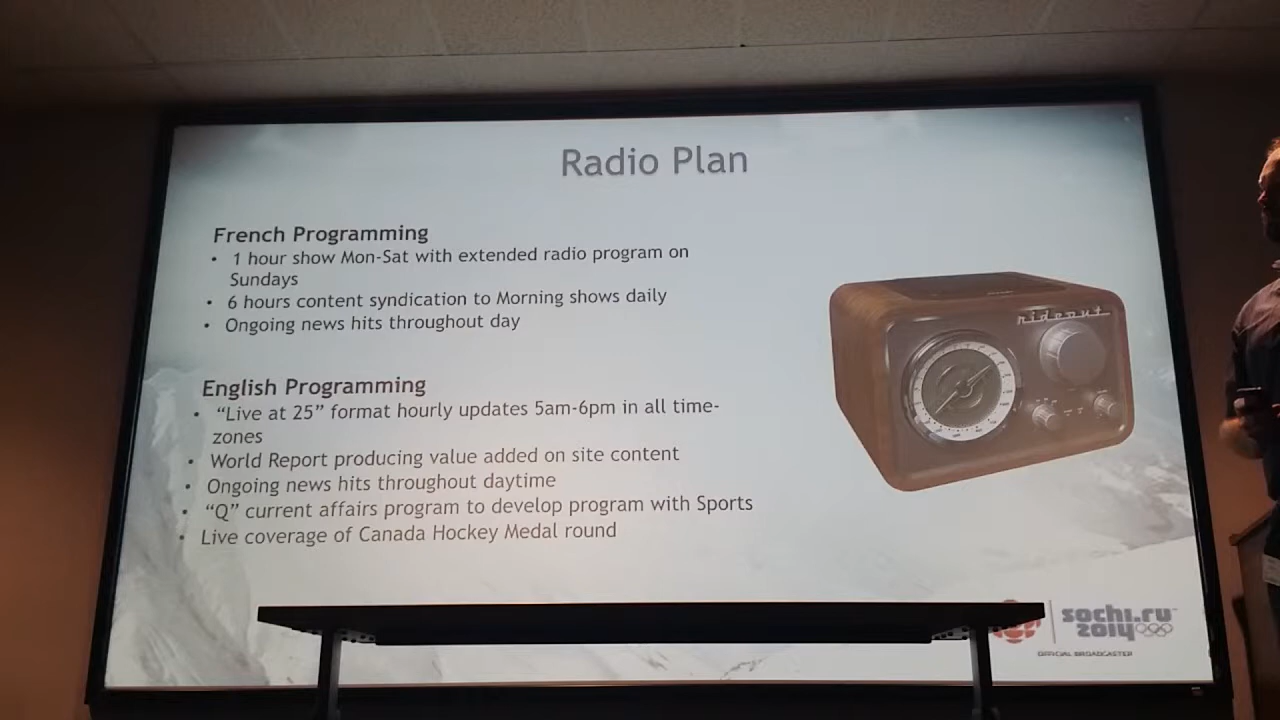 Radio Plan
French Programming
• 1 hour show Mon-Sat with extended radio program on
Sundays
• 6 hours content syndication to Morning shows daily
• Ongoing news hits throughout day
English Programming
• “Live at 25” format hourly updates 5am-6pm in all time-
zones
• World Report producing value added on site content
• Ongoing news hits throughout daytime
• “Q” current affairs program to develop program with Sports
• Live coverage of Canada Hockey Medal round
rideout
sochi.ru
2014
OFFICIAL BROADCASTER